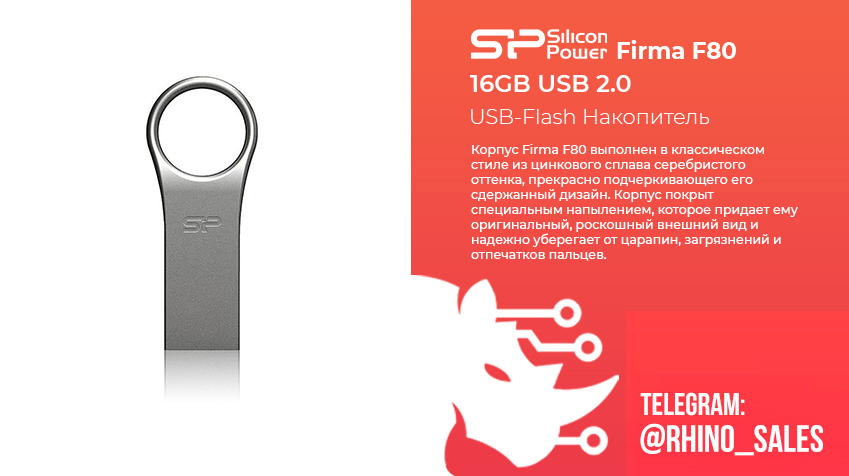 SP
SP Silicon
Power Firma F80
16GB USB 2.0
USB-Flash Накопитель
Корпус Firma F80 выполнен в классическом
стиле из цинкового сплава серебристого
оттенка, прекрасно подчеркивающего его
сдержанный дизайн. Корпус покрыт
специальным напылением, которое придает ему
оригинальный, роскошный внешний вид и
надежно уберегает от царапин, загрязнений и
отпечатков пальцев.
TELEGRAM:
@RHINO_SALES